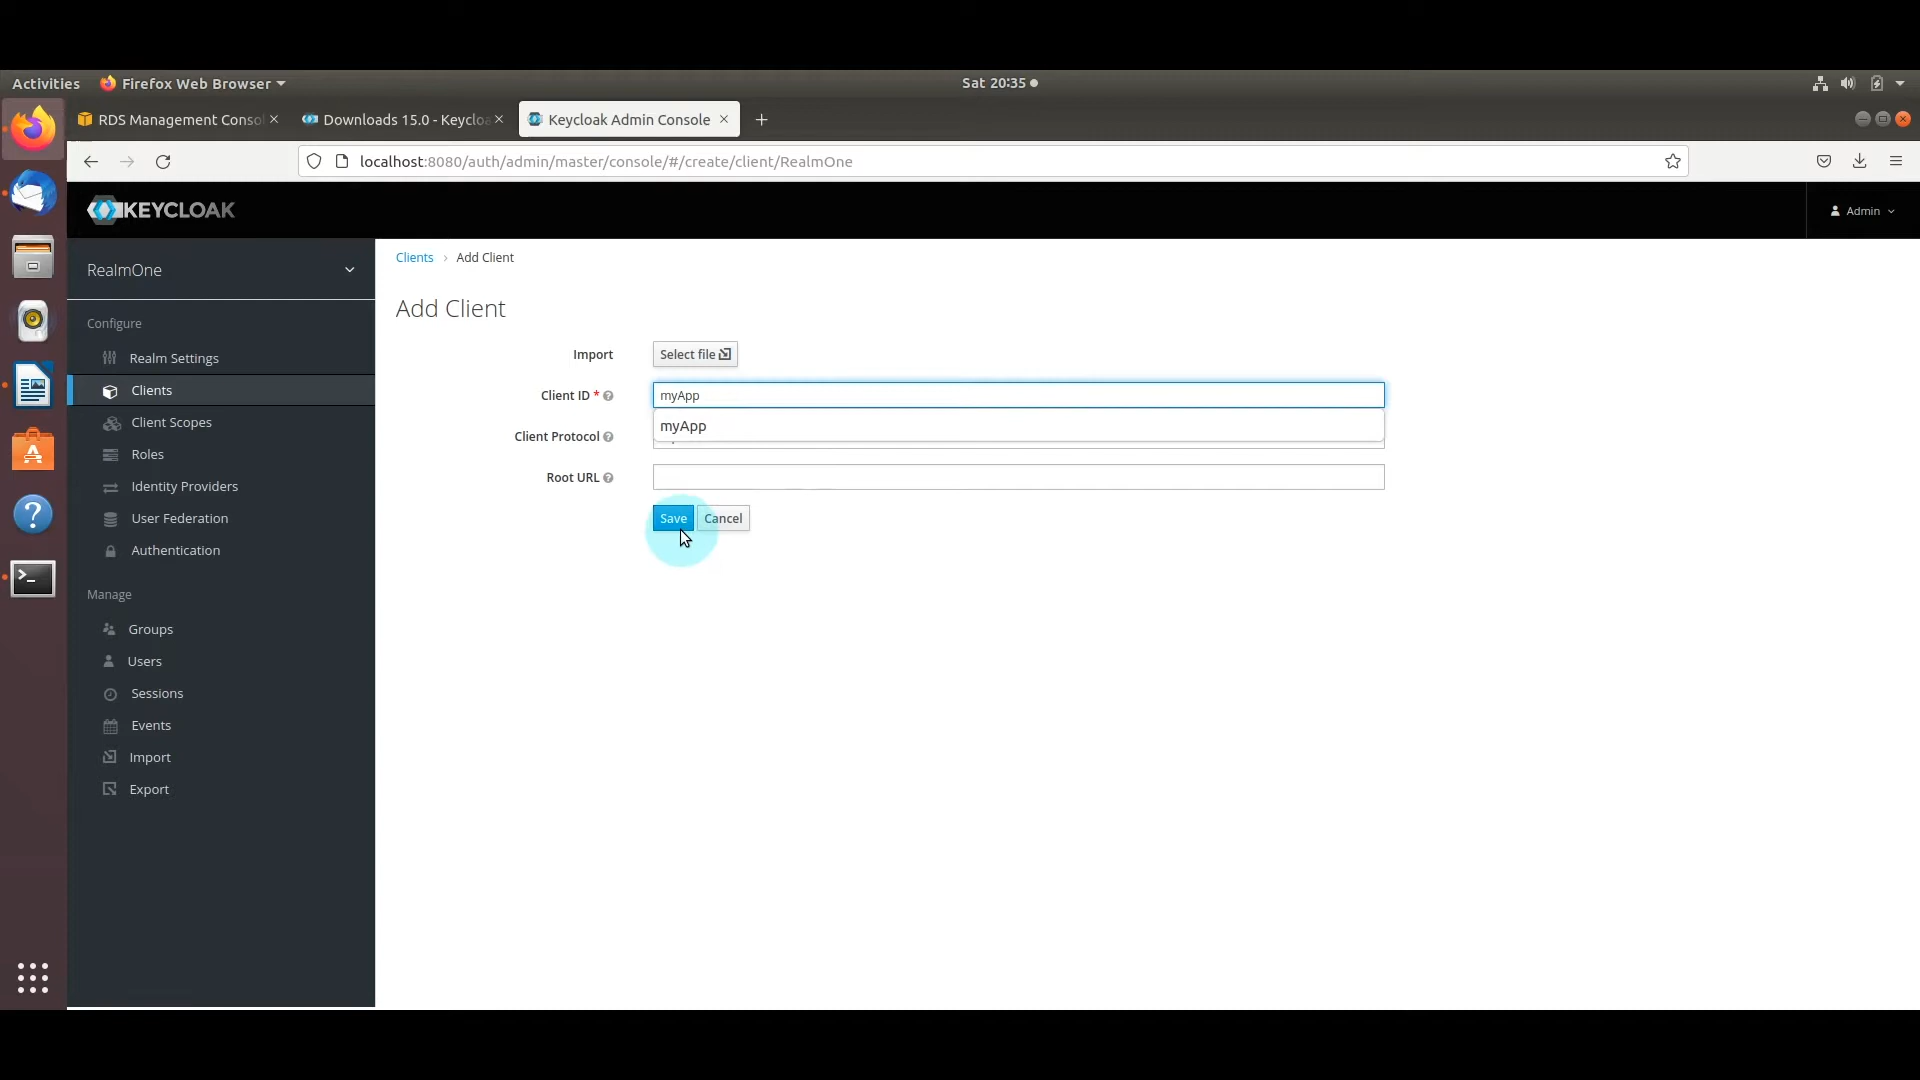 Activities
Firefox Web Browser
Sat 20:35
RDS Management Conso
Downloads 15.0 - Keycloa
Keycloak Admin Console
localhost:8080/auth/admin/master/console/#/create/client/RealmOne
KEYCLOAK
Admin
RealmOne
Clients › Add Client
Add Client
Configure
Realm Settings
Clients
Client Scopes
Roles
Identity Providers
User Federation
Authentication
Manage
Groups
Users
Sessions
Events
Import
Export
Import
Select file
Client ID *
myApp
myApp
Client Protocol
Root URL
Save
Cancel